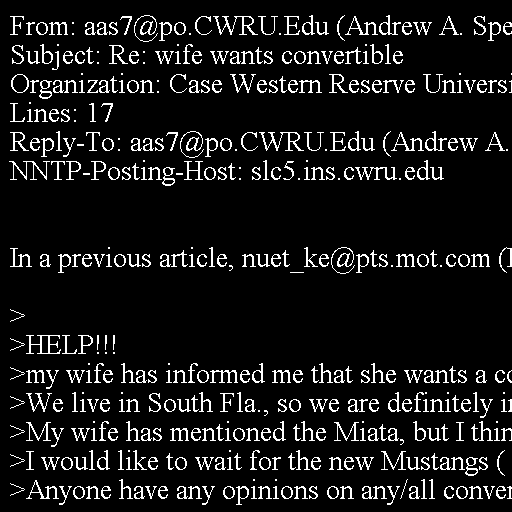 From: aas7@po.CWRU.Edu (Andrew A. Spe
Subject: Re: wife wants convertible
Organization: Case Western Reserve Universi
Lines: 17
Reply-To: aas7@po.CWRU.Edu (Andrew A.
NNTP-Posting-Host: slc5.ins.cwru.edu
In a previous article, nuet_ke@pts.mot.com (
>
>HELP!!!
>my wife has informed me that she wants a co
>We live in South Fla., so we are definitely in
>My wife has mentioned the Miata, but I thin
>I would like to wait for the new Mustangs (
>Anyone have any opinions on any/all conver